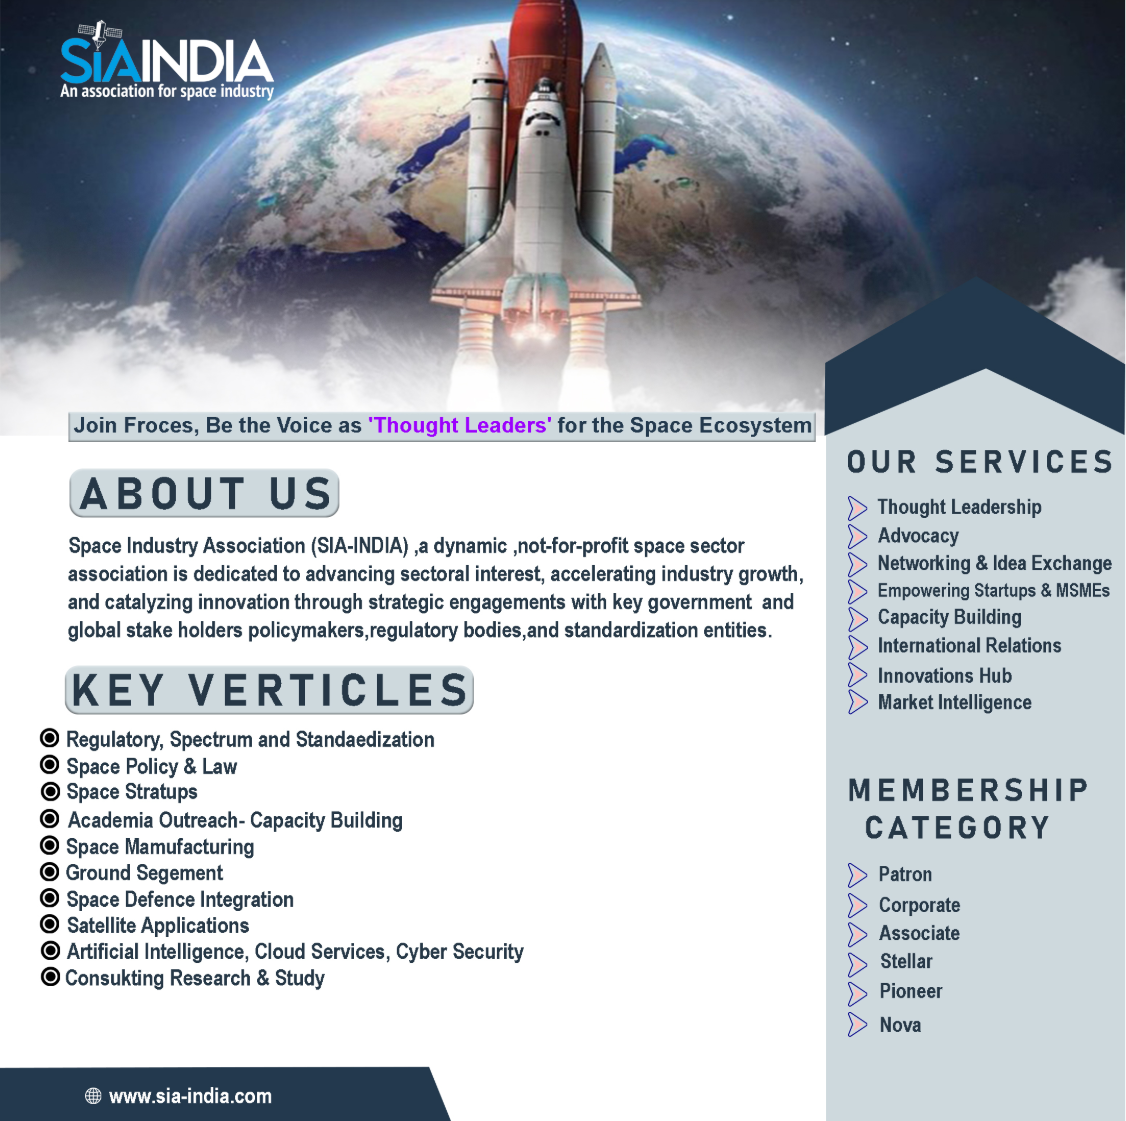 SiAINDIA
An association for space industry
Join Froces, Be the Voice as 'Thought Leaders' for the Space Ecosystem
ABOUT US
Space Industry Association (SIA-INDIA) ,a dynamic ,not-for-profit space sector
association is dedicated to advancing sectoral interest, accelerating industry growth,
and catalyzing innovation through strategic engagements with key government and
global stake holders policymakers,regulatory bodies,and standardization entities.
KEY VERTICLES
Regulatory, Spectrum and Standaedization
Space Policy & Law
Space Stratups
Academia Outreach- Capacity Building
Space Mamufacturing
Ground Segement
Space Defence Integration
Satellite Applications
Artificial Intelligence, Cloud Services, Cyber Security
Consukting Research & Study
www.sia-india.com
OUR SERVICES
Thought Leadership
Advocacy
Networking & Idea Exchange
Empowering Startups & MSMEs
Capacity Building
International Relations
Innovations Hub
Market Intelligence
MEMBERSHIP
CATEGORY
Patron
Corporate
Associate
Stellar
Pioneer
Nova